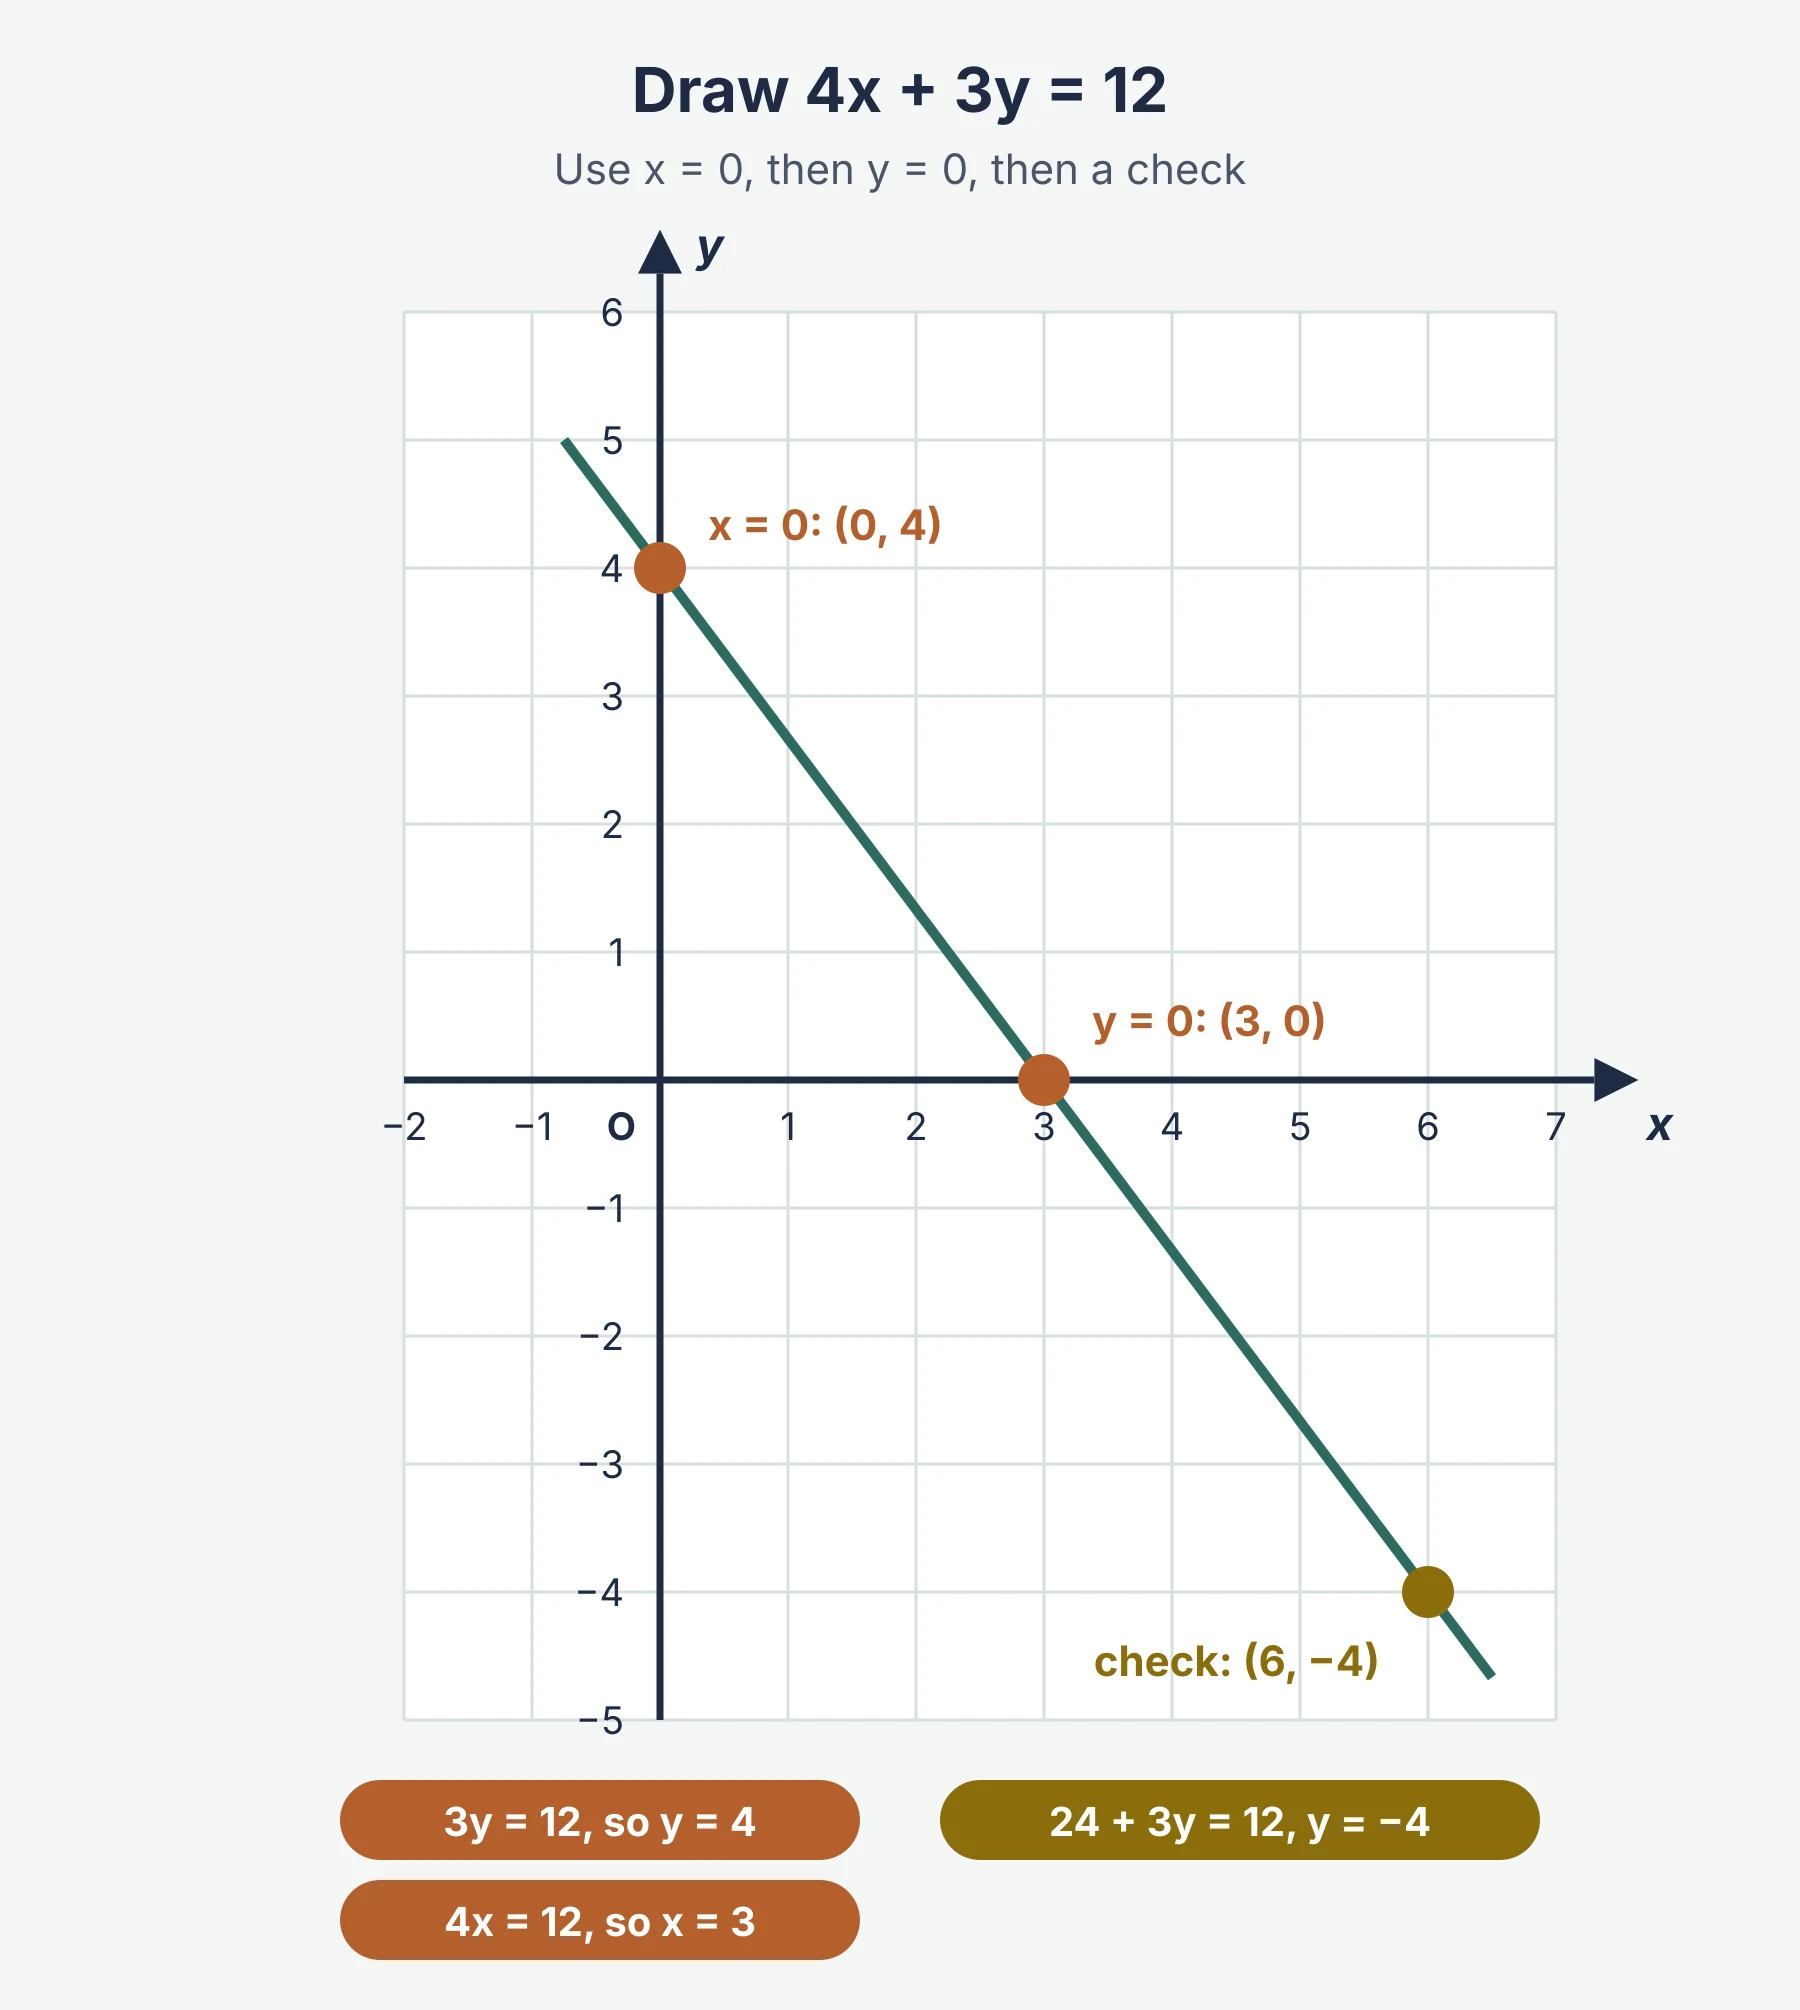 Draw 4x + 3y = 12
Use x = 0, then y = 0, then a check
y
6
5
x = 0: (0, 4)
4
3
2
1
y = 0: (3, 0)
−2 −1 O 1 2 3 4 5 6 7 x
−1
−2
−3
−4
check: (6, −4)
−5
3y = 12, so y = 4
24 + 3y = 12, y = −4
4x = 12, so x = 3